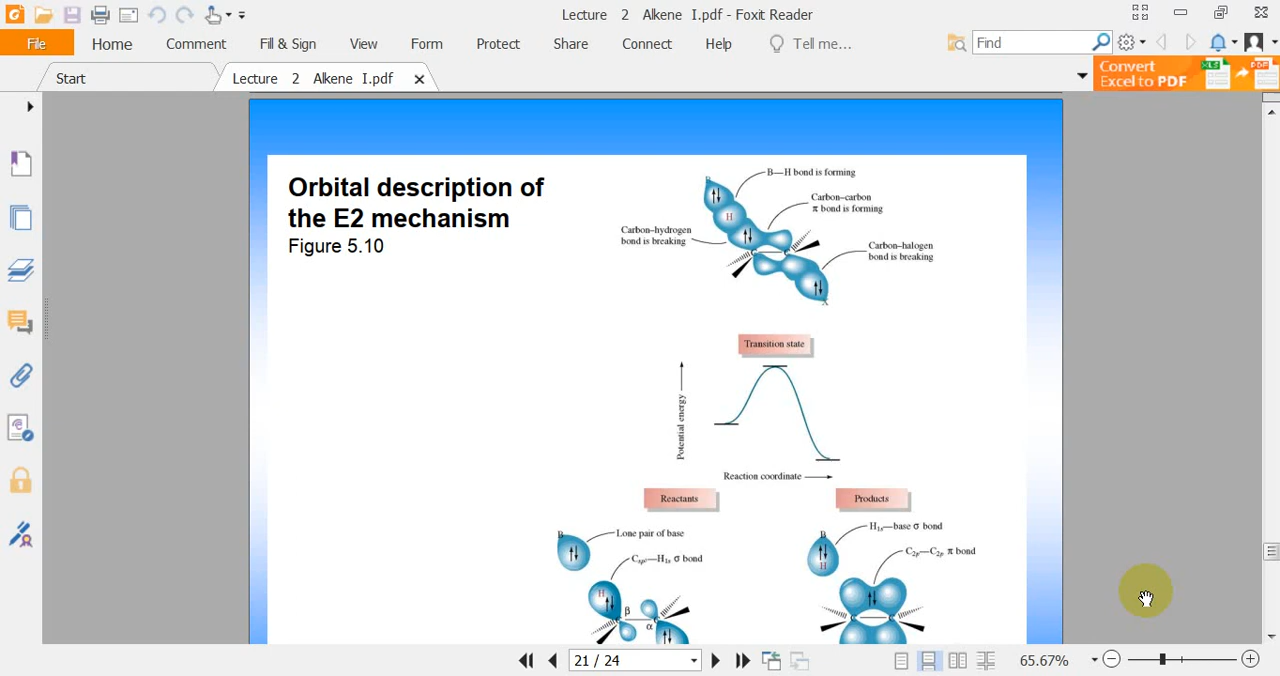 Lecture 2 Alkene I.pdf - Foxit Reader
File Home Comment Fill & Sign View Form Protect Share Connect Help Tell me... Find
Start Lecture 2 Alkene I.pdf
Convert
Excel to PDF
Orbital description of
the E2 mechanism
Figure 5.10
B—H bond is forming
Carbon–carbon
π bond is forming
Carbon–hydrogen
bond is breaking
Carbon–halogen
bond is breaking
B
H
C C
X
Transition state
Potential energy
Reaction coordinate
Reactants
Products
B
Lone pair of base
Csp³—H1s σ bond
H
β
C C
α
B
H1s—base σ bond
H
C2p—C2p π bond
C C
21 / 24
65.67%